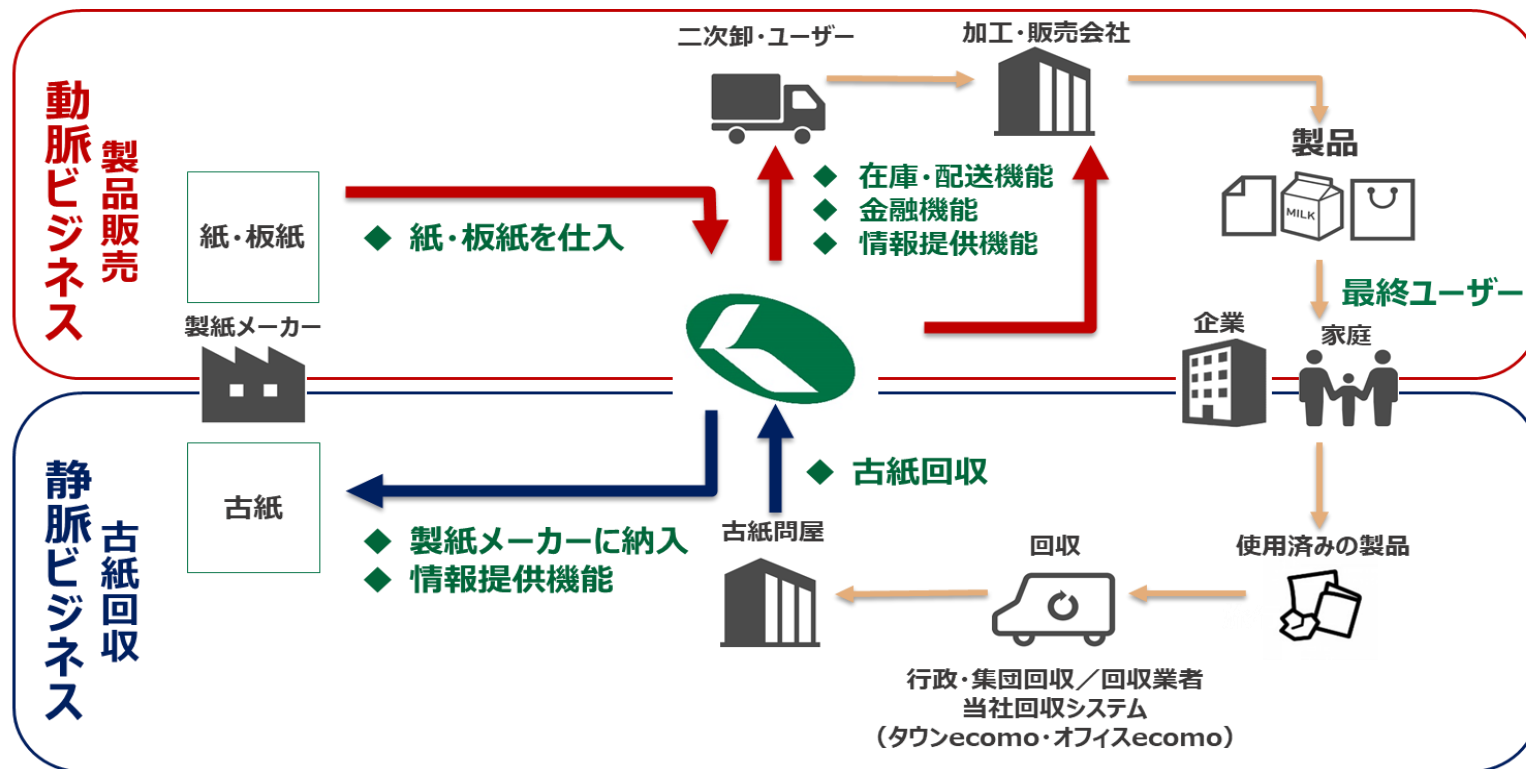 動脈ビジネス
製品販売
紙・板紙
製紙メーカー
◆ 紙・板紙を仕入
二次卸・ユーザー
加工・販売会社
◆ 在庫・配送機能
◆ 金融機能
◆ 情報提供機能
製品
MILK
最終ユーザー
企業
家庭
静脈ビジネス
古紙回収
古紙
◆ 製紙メーカーに納入
◆ 情報提供機能
◆ 古紙回収
古紙問屋
回収
使用済みの製品
行政・集団回収／回収業者
当社回収システム
（タウンecomo・オフィスecomo）